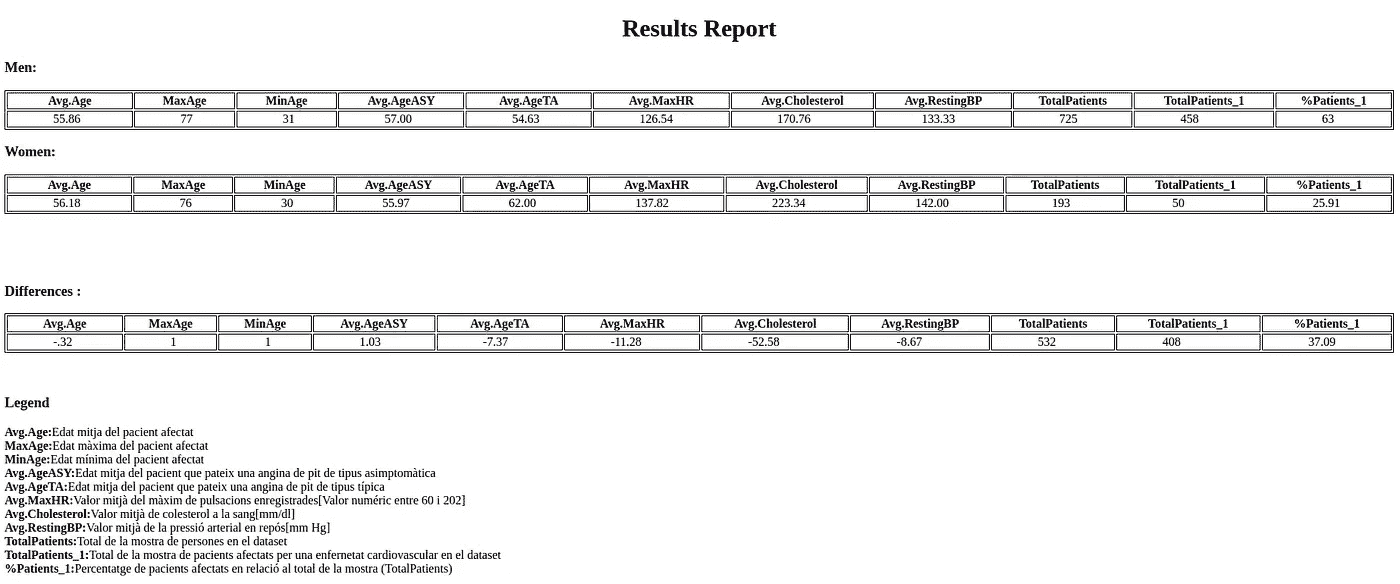 Results Report
Men:
Avg.Age MaxAge MinAge Avg.AgeASY Avg.AgeTA Avg.MaxHR Avg.Cholesterol Avg.RestingBP TotalPatients TotalPatients_1 %Patients_1
55.86 77 31 57.00 54.63 126.54 170.76 133.33 725 458 63
Women:
Avg.Age MaxAge MinAge Avg.AgeASY Avg.AgeTA Avg.MaxHR Avg.Cholesterol Avg.RestingBP TotalPatients TotalPatients_1 %Patients_1
56.18 76 30 55.97 62.00 137.82 223.34 142.00 193 50 25.91
Differences :
Avg.Age MaxAge MinAge Avg.AgeASY Avg.AgeTA Avg.MaxHR Avg.Cholesterol Avg.RestingBP TotalPatients TotalPatients_1 %Patients_1
-.32 1 1 1.03 -7.37 -11.28 -52.58 -8.67 532 408 37.09
Legend
Avg.Age:Edat mitja del pacient afectat
MaxAge:Edat màxima del pacient afectat
MinAge:Edat mínima del pacient afectat
Avg.AgeASY:Edat mitja del pacient que pateix una angina de pit de tipus asimptomàtica
Avg.AgeTA:Edat mitja del pacient que pateix una angina de pit de tipus típica
Avg.MaxHR:Valor mitjà del màxim de pulsacions enregistrades[Valor numéric entre 60 i 202]
Avg.Cholesterol:Valor mitjà de colesterol a la sang[mm/dl]
Avg.RestingBP:Valor mitjà de la pressió arterial en repós[mm Hg]
TotalPatients:Total de la mostra de persones en el dataset
TotalPatients_1:Total de la mostra de pacients afectats per una enfernetat cardiovascular en el dataset
%Patients_1:Percentatge de pacients afectats en relació al total de la mostra (TotalPatients)